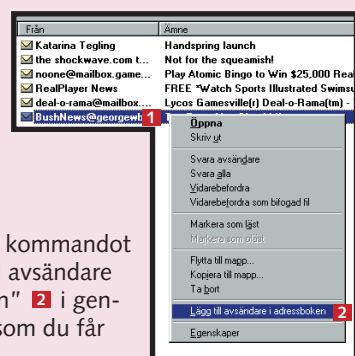 Från Ämne
Katarina Tegling Handspring launch
the shockwave.com t... Not for the squeamish!
noone@mailbox.game... Play Atomic Bingo to Win $25,000 Real
RealPlayer News FREE "Watch Sports Illustrated Swimsu
deal-o-rama@mailbox.... Lycos Gamesville(r) Deal-o-Rama(tm) -
BushNews@georgewb 1
Öppna
Skriv ut
Svara avsändare
Svara alla
Vidarebefordra
Vidarebefordra som bifogad fil
Markera som läst
Markera som oläst
Flytta till mapp...
Kopiera till mapp...
Ta bort
Lägg till avsändare i adressboken 2
Egenskaper
kommandot
avsändare
n" 2 i gen-
som du får